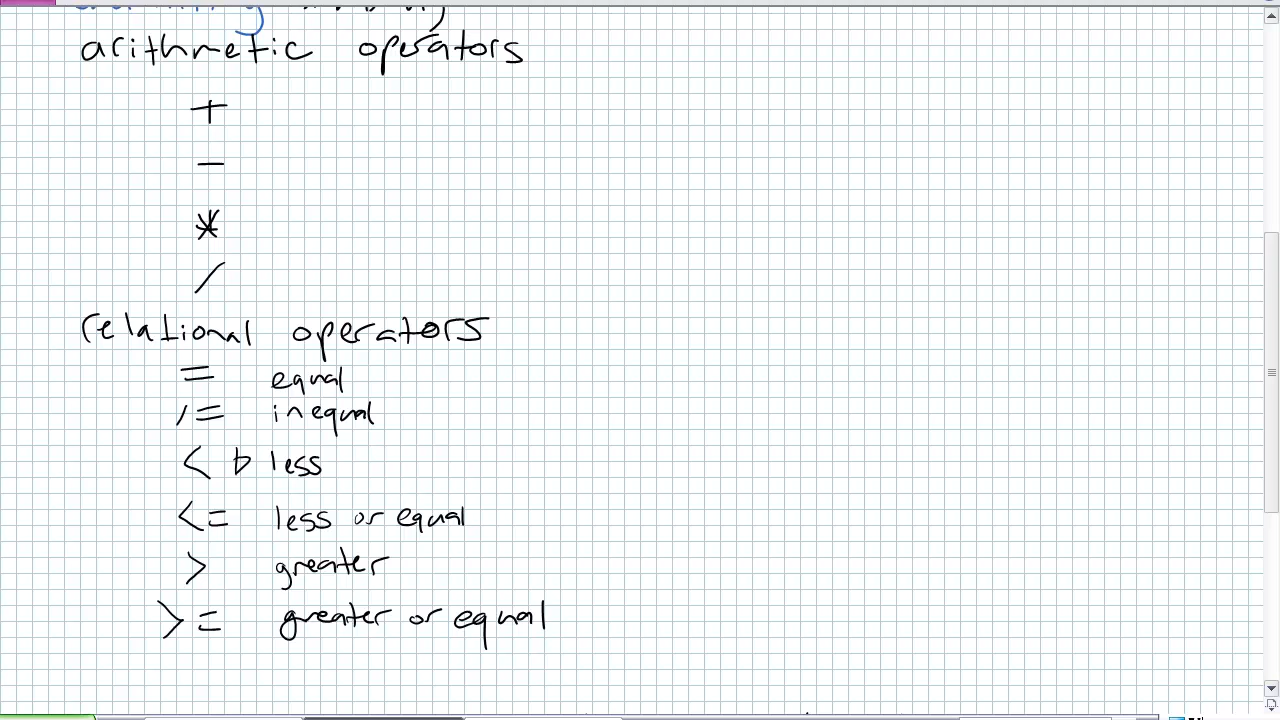 arithmetic operators
+
-
*
/
relational operators
= equal
/= inequal
< less
<= less or equal
> greater
>= greater or equal